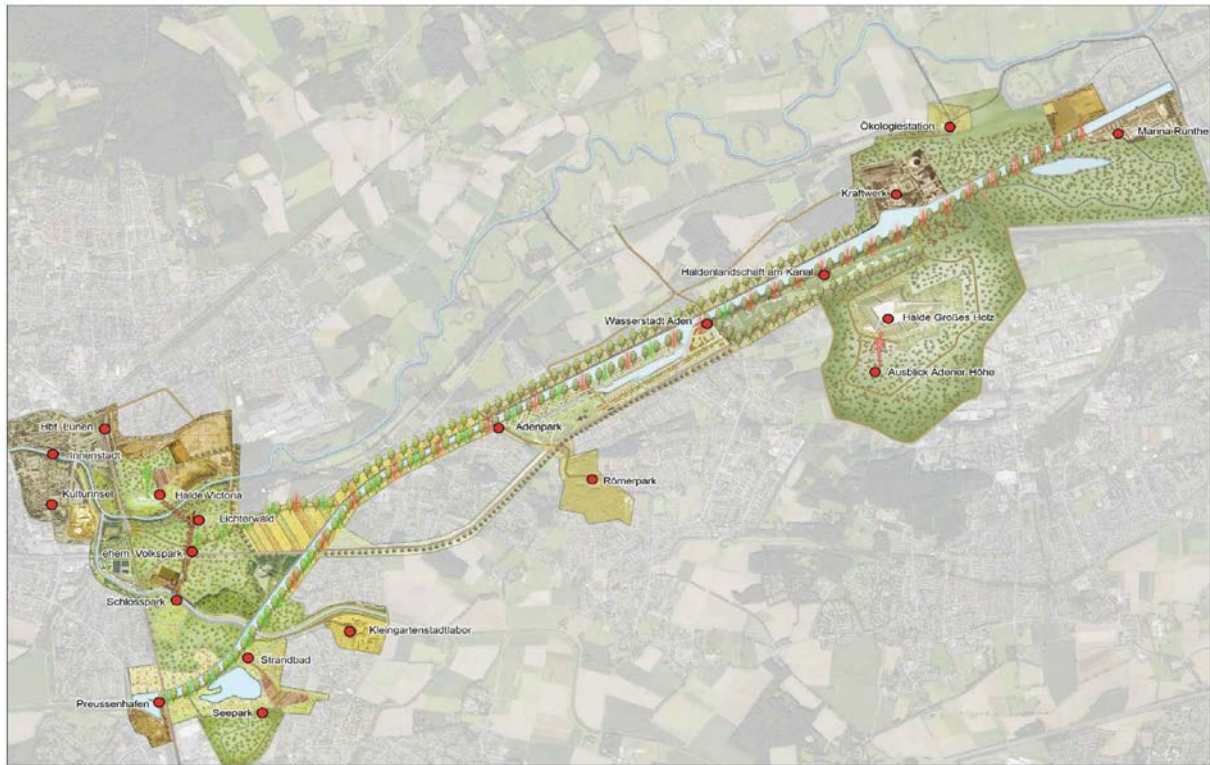 Ökologiestation
Marina Rünthe
Kraftwerk
Haldenlandschaft am Kanal
Wasserstadt Aden
Halde Großes Holz
Ausblick Adener Höhe
Hbf. Lünen
Adenpark
Innenstadt
Römerpark
Halde Victoria
Kulturinsel
Lichterwald
ehem. Volkspark
Schlosspark
Kleingartenstadtlabor
Strandbad
Preussenhafen
Seepark